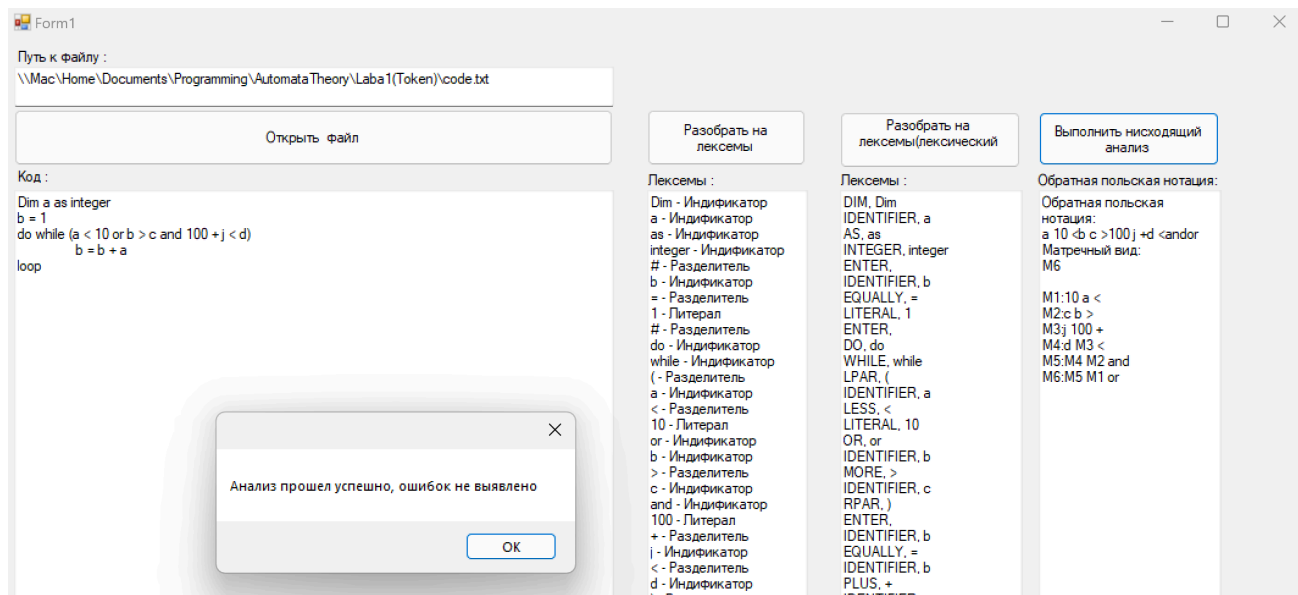 Form1
Путь к файлу :
\\Mac\Home\Documents\Programming\AutomataTheory\Laba1(Token)\code.txt
Открыть файл
Код :
Dim a as integer
b = 1
do while (a < 10 or b > c and 100 + j < d)
b = b + a
loop
Анализ прошел успешно, ошибок не выявлено
OK
Разобрать на
лексемы
Лексемы :
Dim - Индификатор
a - Индификатор
as - Индификатор
integer - Индификатор
# - Разделитель
b - Индификатор
= - Разделитель
1 - Литерал
# - Разделитель
do - Индификатор
while - Индификатор
( - Разделитель
a - Индификатор
< - Разделитель
10 - Литерал
or - Индификатор
b - Индификатор
> - Разделитель
c - Индификатор
and - Индификатор
100 - Литерал
+ - Разделитель
j - Индификатор
< - Разделитель
d - Индификатор
Разобрать на
лексемы(лексический
Лексемы :
DIM, Dim
IDENTIFIER, a
AS, as
INTEGER, integer
ENTER,
IDENTIFIER, b
EQUALLY, =
LITERAL, 1
ENTER,
DO, do
WHILE, while
LPAR, (
IDENTIFIER, a
LESS, <
LITERAL, 10
OR, or
IDENTIFIER, b
MORE, >
IDENTIFIER, c
RPAR, )
ENTER,
IDENTIFIER, b
EQUALLY, =
IDENTIFIER, b
PLUS, +
Выполнить нисходящий
анализ
Обратная польская нотация:
Обратная польская
нотация:
a 10 <b c >100 j +d <andor
Матречный вид:
M6
M1:10 a <
M2:c b >
M3:j 100 +
M4:d M3 <
M5:M4 M2 and
M6:M5 M1 or